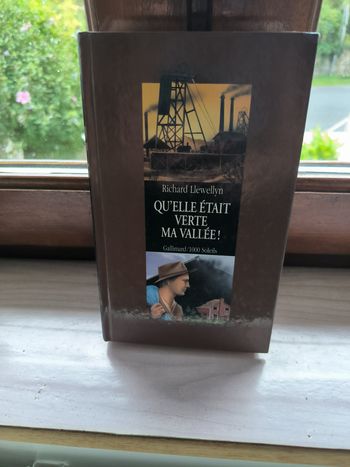 Richard Llewellyn
QU'ELLE ÉTAIT
VERTE
MA VALLÉE !
Gallimard / 1000 Soleils